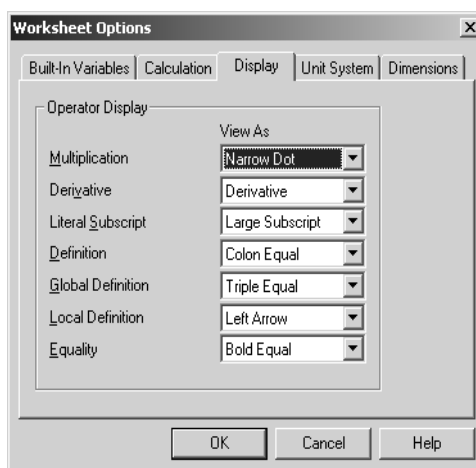 Worksheet Options
Built-In Variables Calculation Display Unit System Dimensions
Operator Display
View As
Multiplication Narrow Dot
Derivative Derivative
Literal Subscript Large Subscript
Definition Colon Equal
Global Definition Triple Equal
Local Definition Left Arrow
Equality Bold Equal
OK Cancel Help